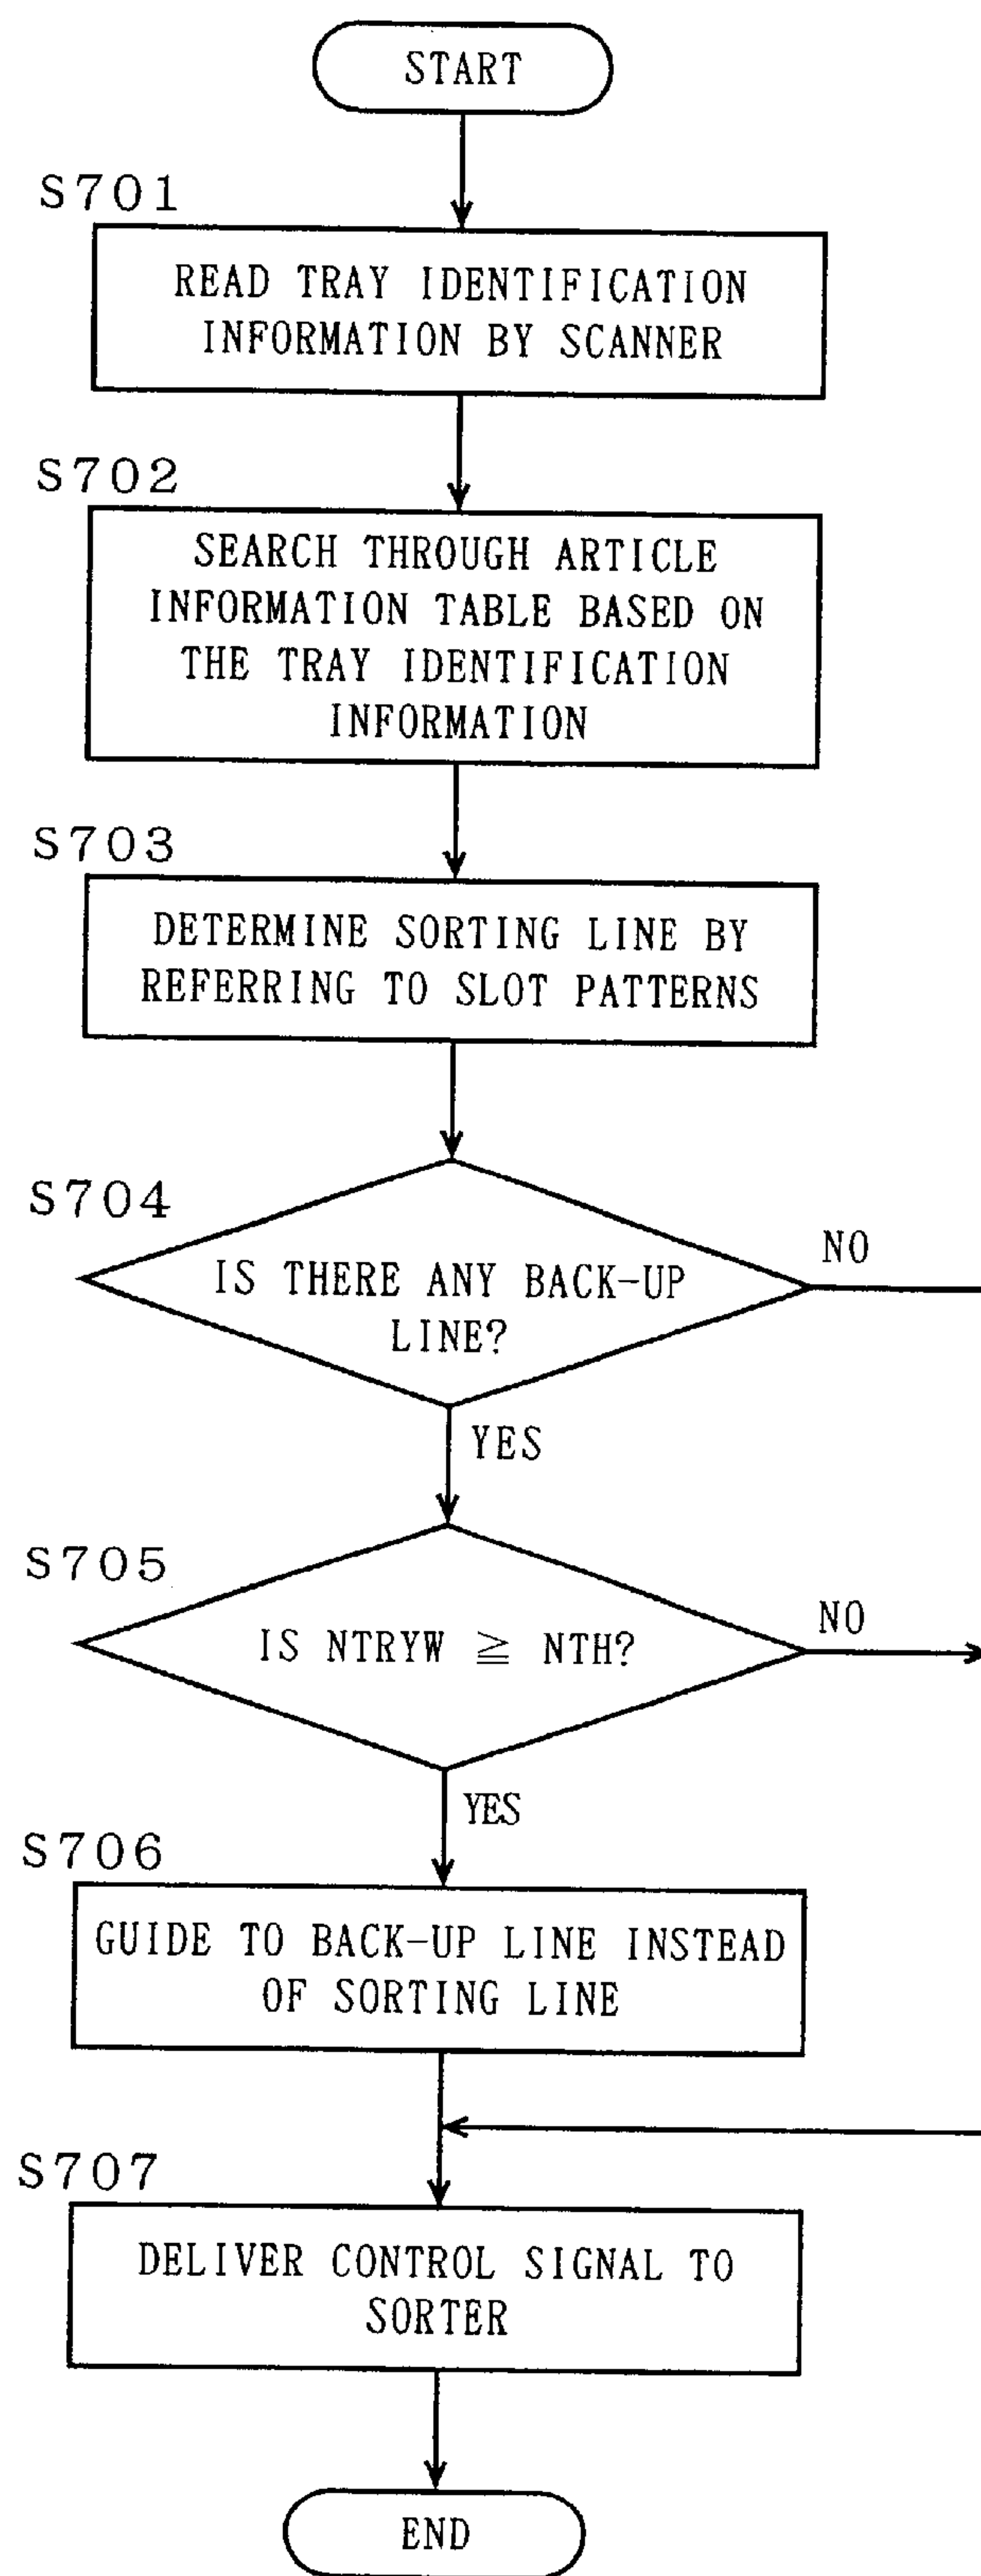 START
S701
READ TRAY IDENTIFICATION
INFORMATION BY SCANNER
S702
SEARCH THROUGH ARTICLE
INFORMATION TABLE BASED ON
THE TRAY IDENTIFICATION
INFORMATION
S703
DETERMINE SORTING LINE BY
REFERRING TO SLOT PATTERNS
S704
IS THERE ANY BACK-UP
LINE?
NO
YES
S705
IS NTRYW ≧ NTH?
NO
YES
S706
GUIDE TO BACK-UP LINE INSTEAD
OF SORTING LINE
S707
DELIVER CONTROL SIGNAL TO
SORTER
END